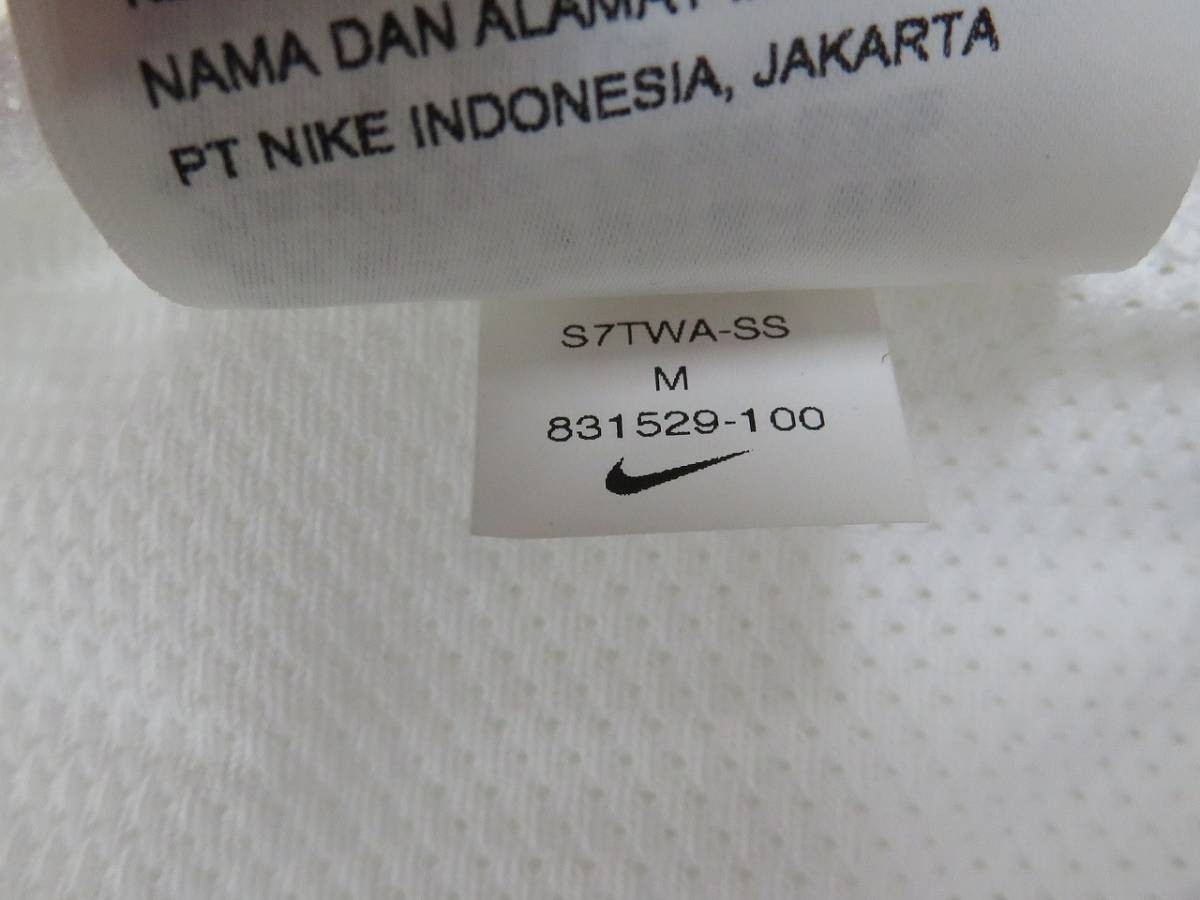 NAMA DAN ALAMAT
PT NIKE INDONESIA, JAKARTA
S7TWA-SS
M
831529-100